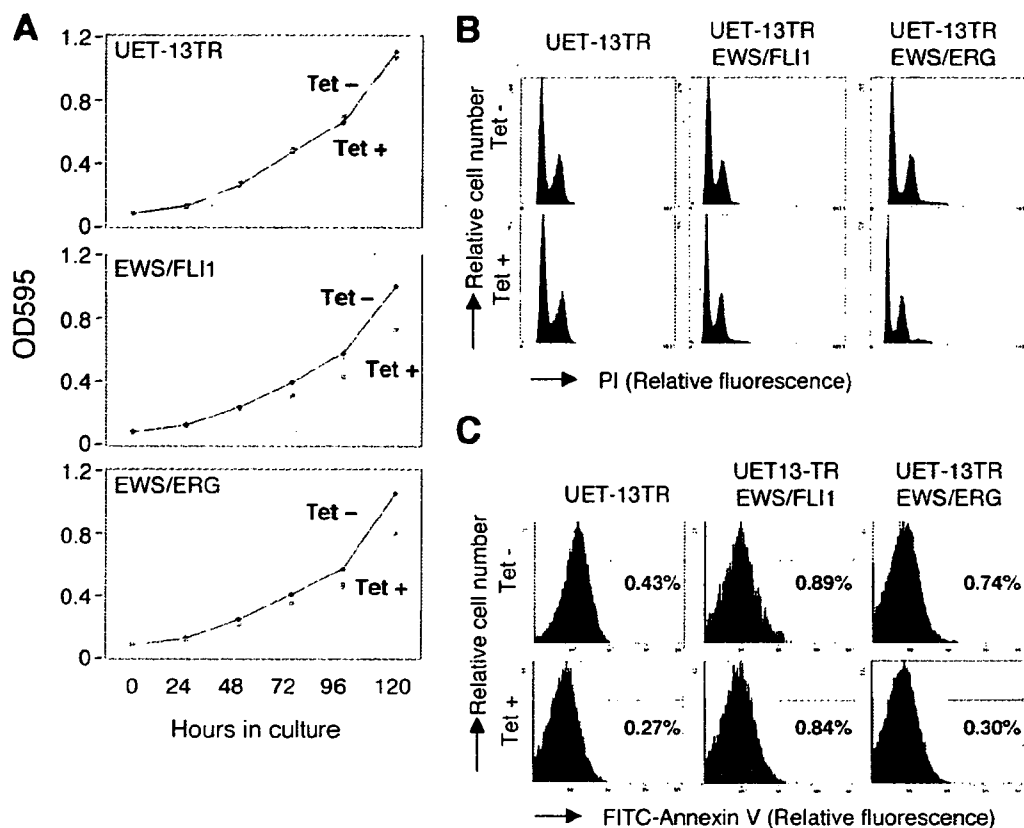 A
1.2
UET-13TR
0.8
Tet –
0.4
Tet +
0
1.2
EWS/FLI1
0.8
Tet –
0.4
Tet +
0
1.2
EWS/ERG
0.8
Tet –
0.4
Tet +
0
OD595
0 24 48 72 96 120
Hours in culture
B
UET-13TR
UET-13TR
EWS/FLI1
UET-13TR
EWS/ERG
Relative cell number
Tet -
Tet +
PI (Relative fluorescence)
C
UET-13TR
UET13-TR
EWS/FLI1
UET-13TR
EWS/ERG
Relative cell number
Tet -
0.43%
0.89%
0.74%
Tet +
0.27%
0.84%
0.30%
FITC-Annexin V (Relative fluorescence)